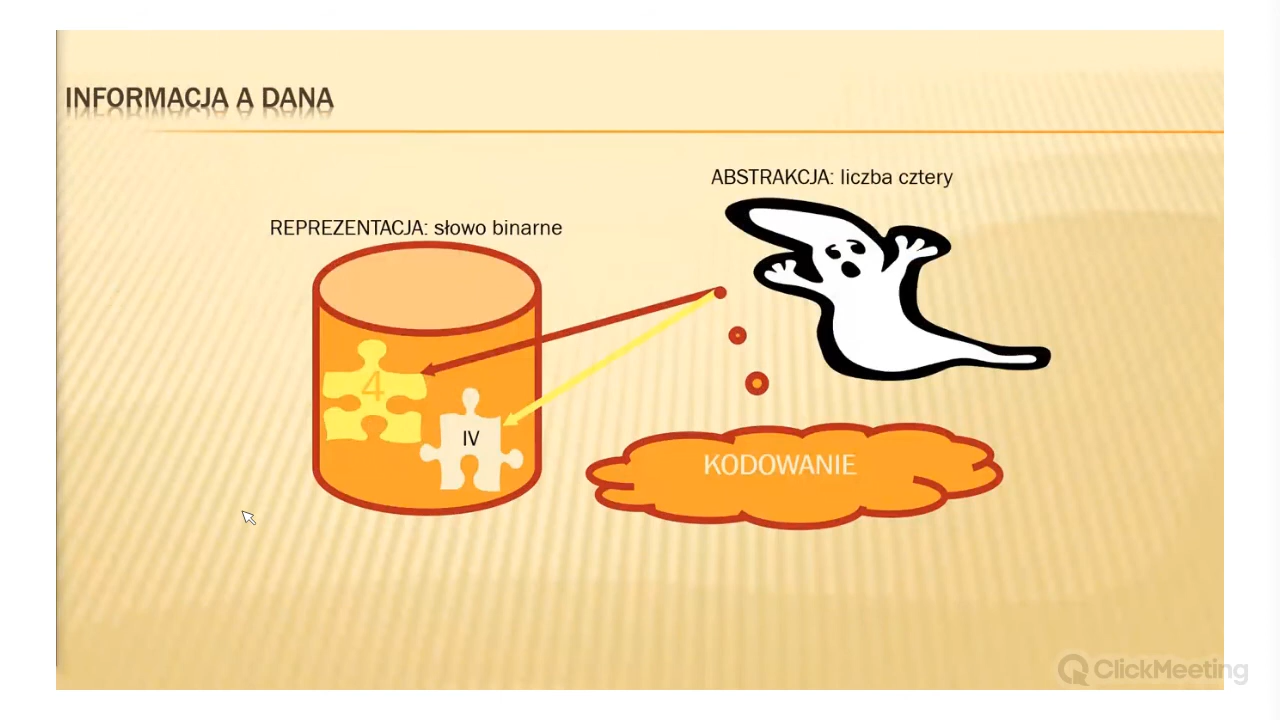 INFORMACJA A DANA
ABSTRAKCJA: liczba cztery
REPREZENTACJA: słowo binarne
4
IV
KODOWANIE
ClickMeeting